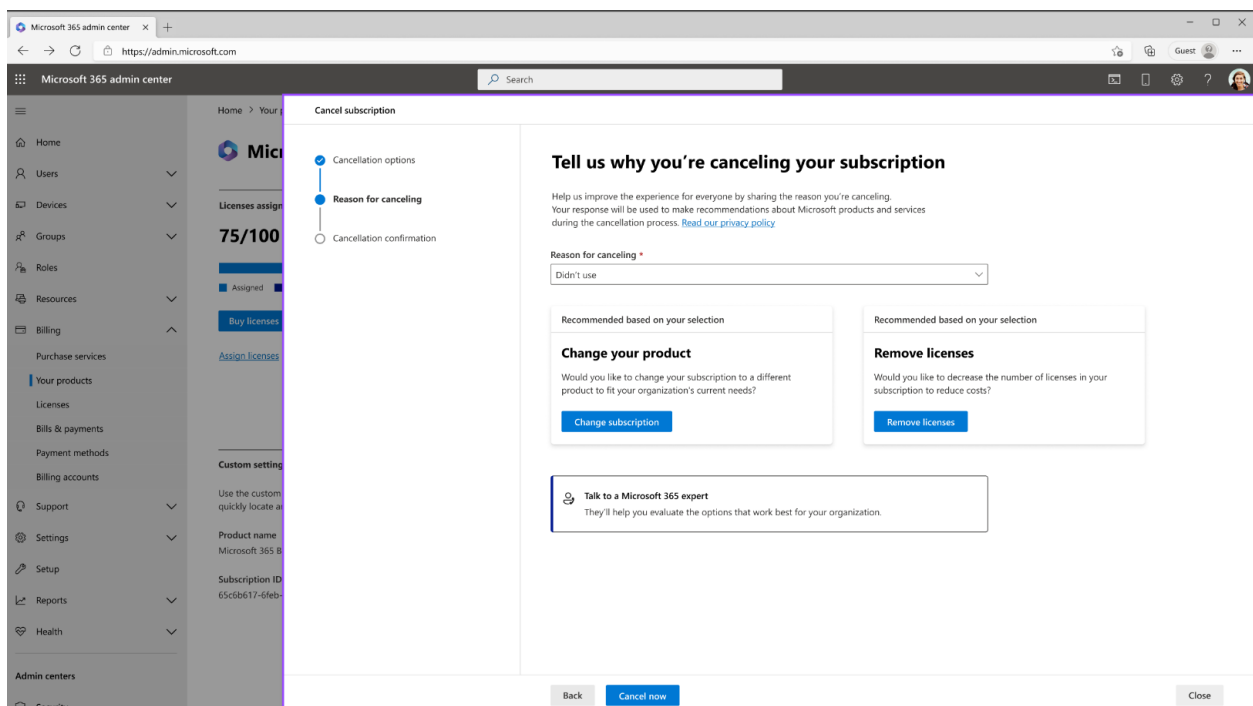 Microsoft 365 admin center
https://admin.microsoft.com
Guest
Microsoft 365 admin center
Search
Home
Users
Devices
Groups
Roles
Resources
Billing
Purchase services
Your products
Licenses
Bills & payments
Payment methods
Billing accounts
Support
Settings
Setup
Reports
Health
Admin centers
Home > Your
Licenses assign
75/100
Assigned
Buy licenses
Assign licenses
Custom setting
Use the custom
quickly locate
Product name
Microsoft 365 B
Subscription ID
65c6b617-6feb-
Cancel subscription
Cancellation options
Reason for canceling
Cancellation confirmation
Tell us why you’re canceling your subscription
Help us improve the experience for everyone by sharing the reason you’re canceling.
Your response will be used to make recommendations about Microsoft products and services
during the cancellation process. Read our privacy policy
Reason for canceling *
Didn’t use
Recommended based on your selection
Change your product
Would you like to change your subscription to a different
product to fit your organization’s current needs?
Change subscription
Recommended based on your selection
Remove licenses
Would you like to decrease the number of licenses in your
subscription to reduce costs?
Remove licenses
Talk to a Microsoft 365 expert
They’ll help you evaluate the options that work best for your organization.
Back
Cancel now
Close